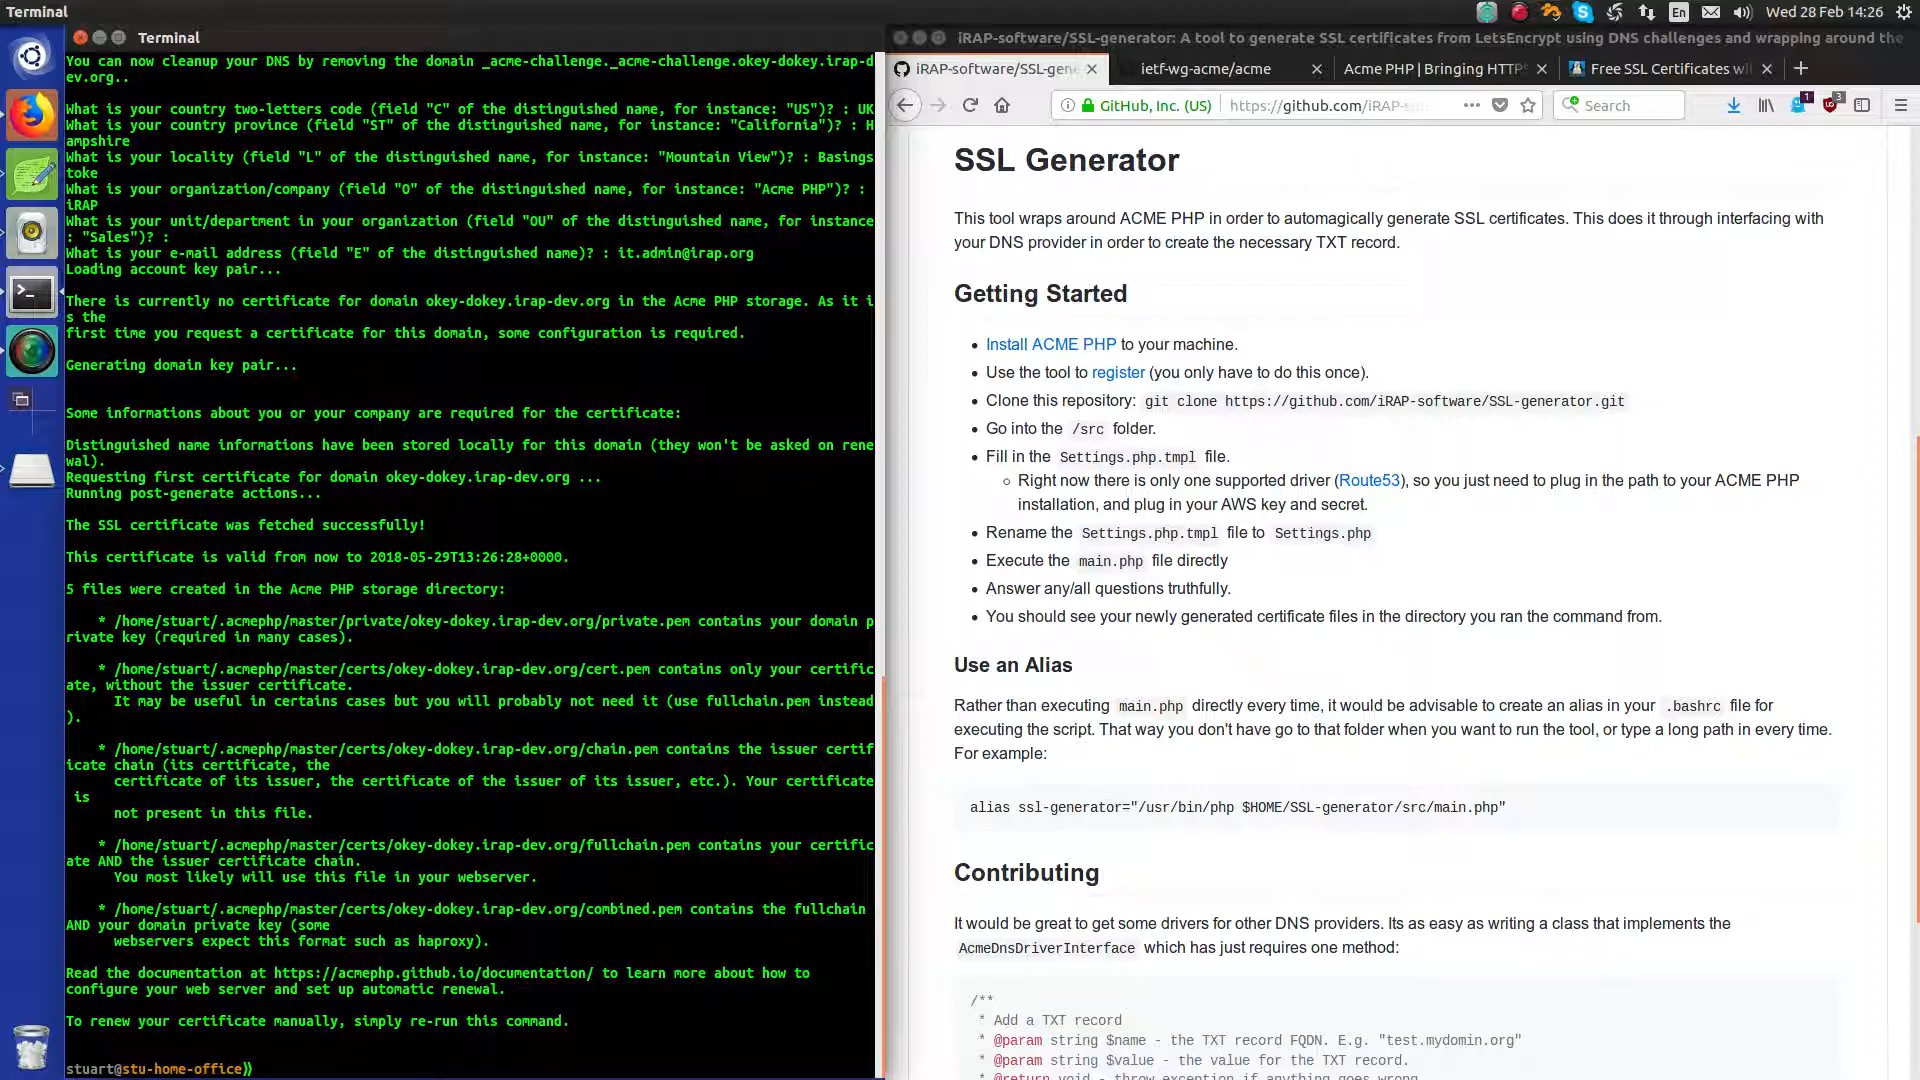 Terminal
En
Wed 28 Feb 14:26
Terminal
You can now cleanup your DNS by removing the domain _acme-challenge._acme-challenge.okey-dokey.irap-d
ev.org..
What is your country two-letters code (field "C" of the distinguished name, for instance: "US")? : UK
What is your country province (field "ST" of the distinguished name, for instance: "California")? : H
ampshire
What is your locality (field "L" of the distinguished name, for instance: "Mountain View")? : Basings
toke
What is your organization/company (field "O" of the distinguished name, for instance: "Acme PHP")? :
iRAP
What is your unit/department in your organization (field "OU" of the distinguished name, for instance
: "Sales")? :
What is your e-mail address (field "E" of the distinguished name)? : it.admin@irap.org
Loading account key pair...
There is currently no certificate for domain okey-dokey.irap-dev.org in the Acme PHP storage. As it i
s the
first time you request a certificate for this domain, some configuration is required.
Generating domain key pair...
Some informations about you or your company are required for the certificate:
Distinguished name informations have been stored locally for this domain (they won't be asked on rene
wal).
Requesting first certificate for domain okey-dokey.irap-dev.org ...
Running post-generate actions...
The SSL certificate was fetched successfully!
This certificate is valid from now to 2018-05-29T13:26:28+0000.
5 files were created in the Acme PHP storage directory:
* /home/stuart/.acmephp/master/private/okey-dokey.irap-dev.org/private.pem contains your domain p
rivate key (required in many cases).
* /home/stuart/.acmephp/master/certs/okey-dokey.irap-dev.org/cert.pem contains only your certific
ate, without the issuer certificate.
It may be useful in certains cases but you will probably not need it (use fullchain.pem instead
).
* /home/stuart/.acmephp/master/certs/okey-dokey.irap-dev.org/chain.pem contains the issuer certif
icate chain (its certificate, the
certificate of its issuer, the certificate of the issuer of its issuer, etc.). Your certificate
is
not present in this file.
* /home/stuart/.acmephp/master/certs/okey-dokey.irap-dev.org/fullchain.pem contains your certific
ate AND the issuer certificate chain.
You most likely will use this file in your webserver.
* /home/stuart/.acmephp/master/certs/okey-dokey.irap-dev.org/combined.pem contains the fullchain
AND your domain private key (some
webservers expect this format such as haproxy).
Read the documentation at https://acmephp.github.io/documentation/ to learn more about how to
configure your web server and set up automatic renewal.
To renew your certificate manually, simply re-run this command.
stuart@stu-home-office⟫
iRAP-software/SSL-generator: A tool to generate SSL certificates from LetsEncrypt using DNS challenges and wrapping around the
iRAP-software/SSL-gene
ietf-wg-acme/acme
Acme PHP | Bringing HTTP
Free SSL Certificates wi
GitHub, Inc. (US)
https://github.com/iRAP-s
Search
1
3
SSL Generator
This tool wraps around ACME PHP in order to automagically generate SSL certificates. This does it through interfacing with
your DNS provider in order to create the necessary TXT record.
Getting Started
• Install ACME PHP to your machine.
• Use the tool to register (you only have to do this once).
• Clone this repository: git clone https://github.com/iRAP-software/SSL-generator.git
• Go into the /src folder.
• Fill in the Settings.php.tmpl file.
◦ Right now there is only one supported driver (Route53), so you just need to plug in the path to your ACME PHP
installation, and plug in your AWS key and secret.
• Rename the Settings.php.tmpl file to Settings.php
• Execute the main.php file directly
• Answer any/all questions truthfully.
• You should see your newly generated certificate files in the directory you ran the command from.
Use an Alias
Rather than executing main.php directly every time, it would be advisable to create an alias in your .bashrc file for
executing the script. That way you don't have go to that folder when you want to run the tool, or type a long path in every time.
For example:
alias ssl-generator="/usr/bin/php $HOME/SSL-generator/src/main.php"
Contributing
It would be great to get some drivers for other DNS providers. Its as easy as writing a class that implements the
AcmeDnsDriverInterface which has just requires one method:
/**
* Add a TXT record
* @param string $name - the TXT record FQDN. E.g. "test.mydomin.org"
* @param string $value - the value for the TXT record.
* @return void - throw exception if anything goes wrong